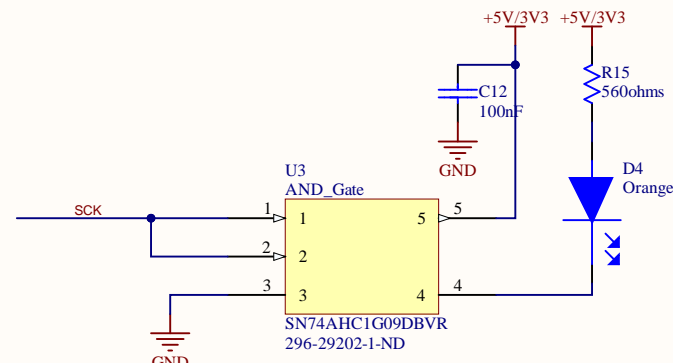 +5V/3V3
+5V/3V3
R15
560ohms
C12
100nF
GND
U3
AND_Gate
D4
Orange
SCK
1
1
5
5
2
2
3
3
4
4
SN74AHC1G09DBVR
296-29202-1-ND
GND